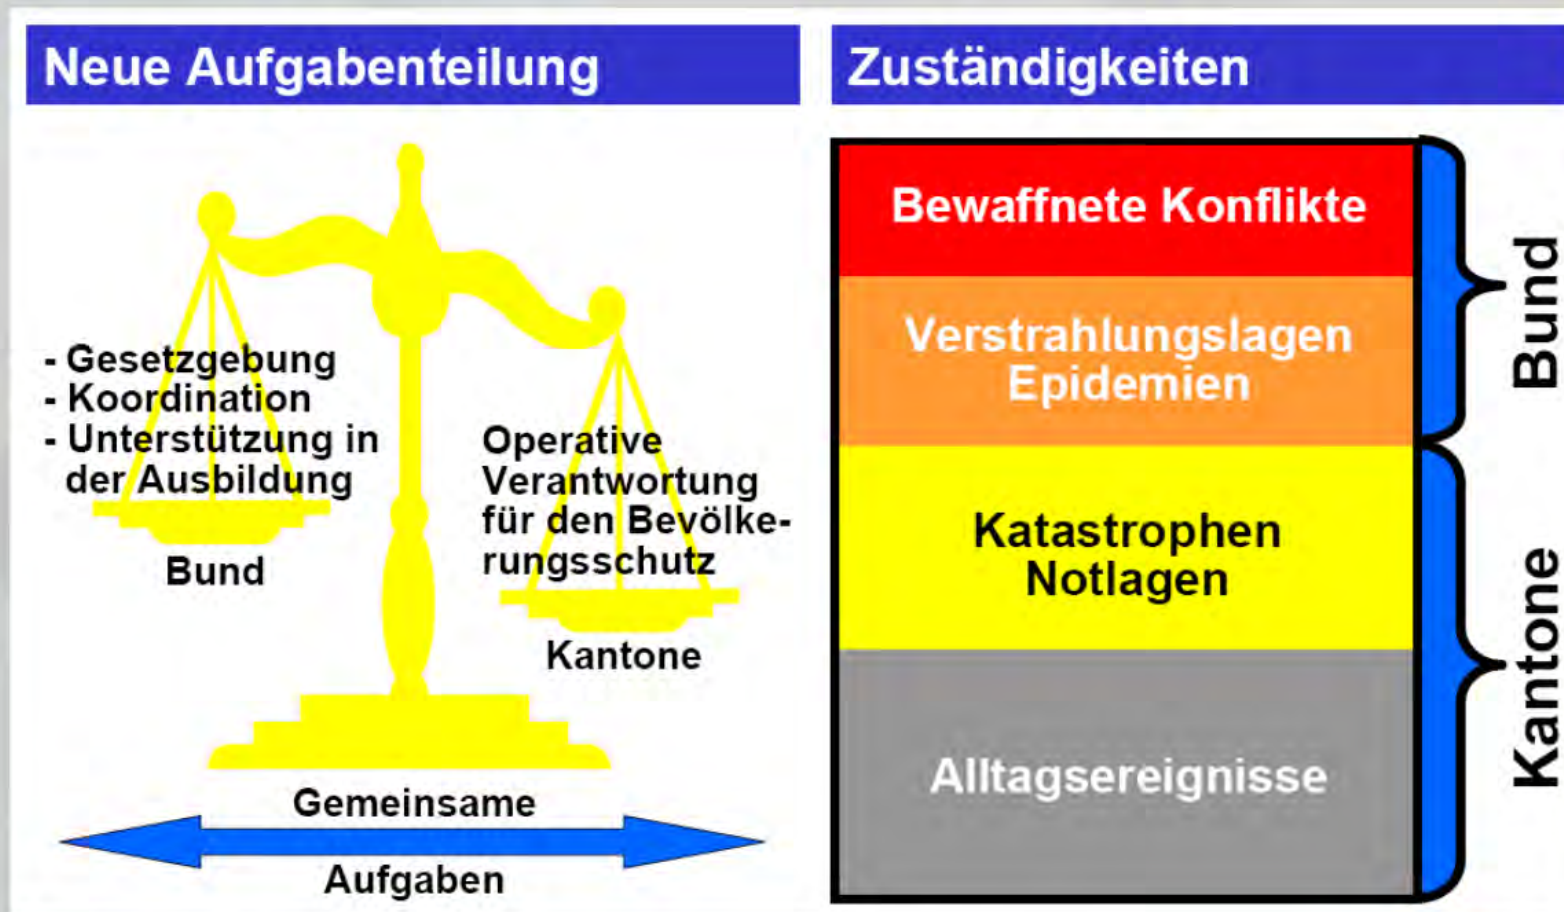 Neue Aufgabenteilung
- Gesetzgebung
- Koordination
- Unterstützung in
der Ausbildung
Bund
Operative
Verantwortung
für den Bevölke-
rungsschutz
Kantone
Gemeinsame
Aufgaben
Zuständigkeiten
Bewaffnete Konflikte
Verstrahlungslagen
Epidemien
Katastrophen
Notlagen
Alltagsereignisse
Bund
Kantone